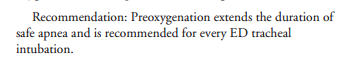 Recommendation: Preoxygenation extends the duration of
safe apnea and is recommended for every ED tracheal
intubation.